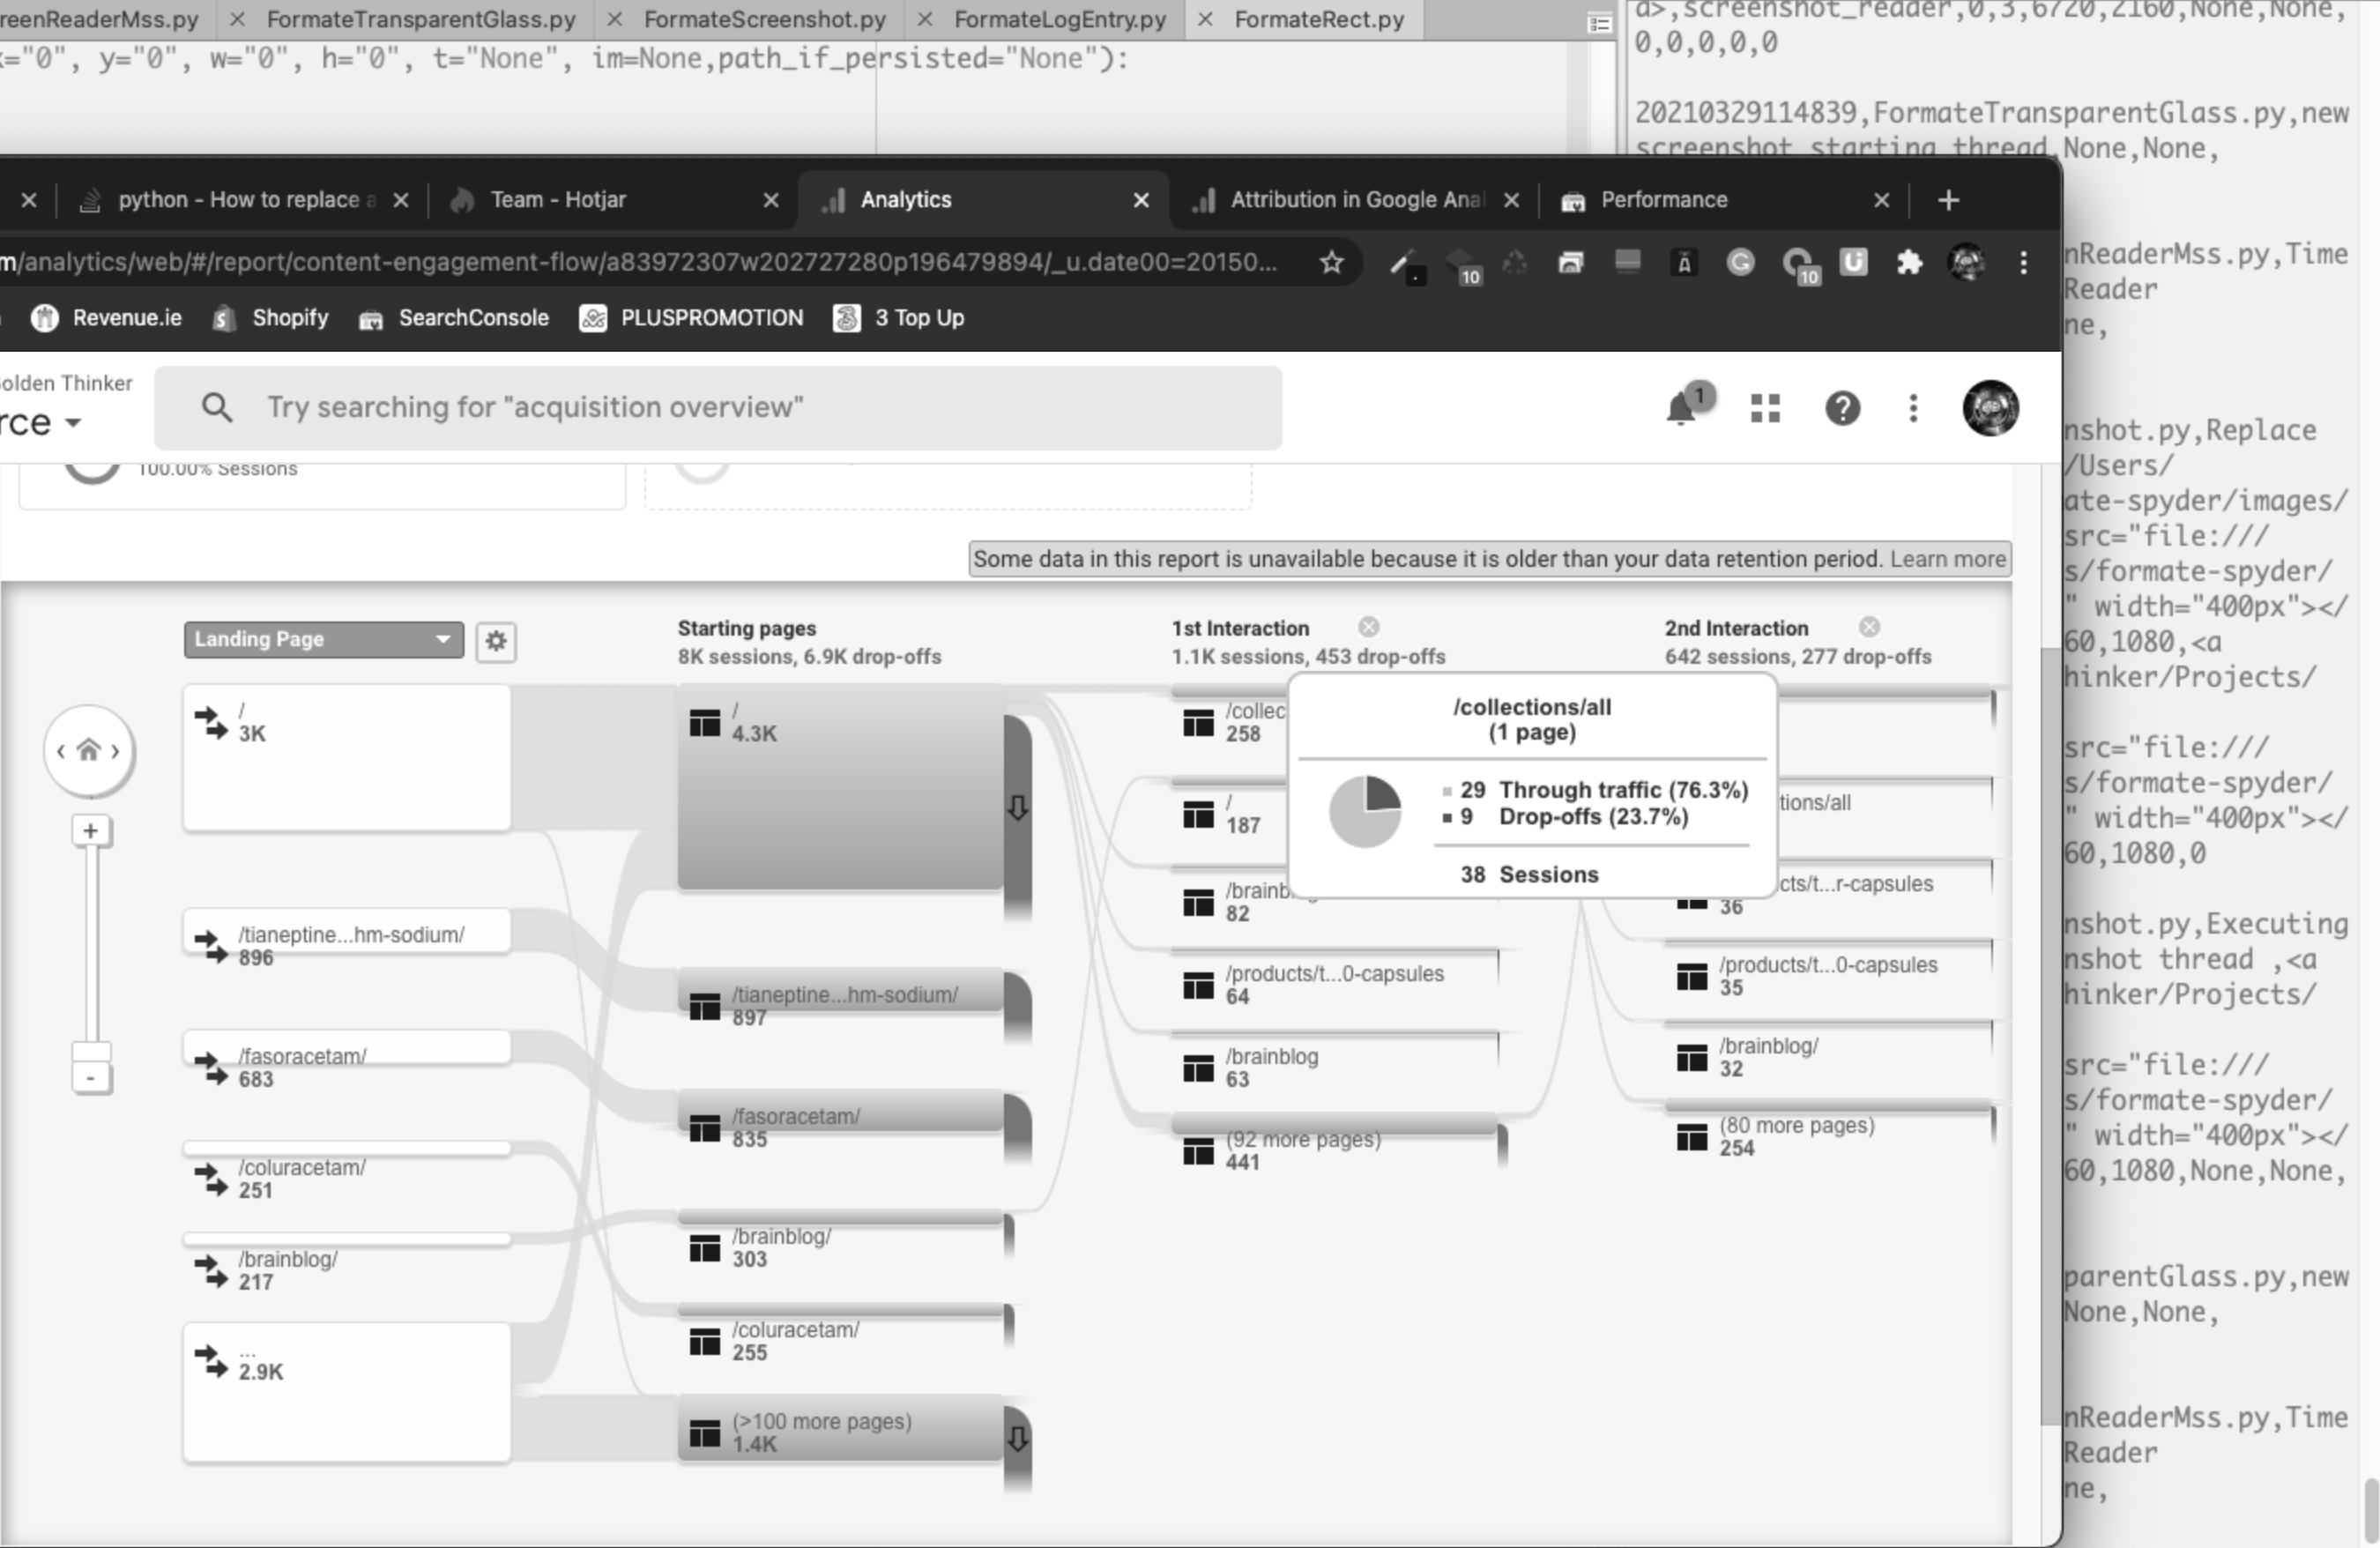 reenReaderMss.py
FormateTransparentGlass.py
FormateScreenshot.py
FormateLogEntry.py
FormateRect.py
="0", y="0", w="0", h="0", t="None", im=None,path_if_persisted="None"):
a>,screenshot_reader,0,3,6720,2160,None,None,
0,0,0,0,0
20210329114839,FormateTransparentGlass.py,new
screenshot starting thread,None,None,
python - How to replace a
Team - Hotjar
Analytics
Attribution in Google Anal
Performance
m/analytics/web/#/report/content-engagement-flow/a83972307w202727280p196479894/_u.date00=20150...
10
10
Revenue.ie
Shopify
SearchConsole
PLUSPROMOTION
3 Top Up
olden Thinker
rce
Try searching for "acquisition overview"
1
100.00% Sessions
Some data in this report is unavailable because it is older than your data retention period. Learn more
Landing Page
/
3K
/tianeptine...hm-sodium/
896
/fasoracetam/
683
/coluracetam/
251
/brainblog/
217
...
2.9K
+
-
Starting pages
8K sessions, 6.9K drop-offs
/
4.3K
/tianeptine...hm-sodium/
897
/fasoracetam/
835
/brainblog/
303
/coluracetam/
255
(>100 more pages)
1.4K
1st Interaction
1.1K sessions, 453 drop-offs
/collec
258
/
187
/brainb
82
/products/t...0-capsules
64
/brainblog
63
(92 more pages)
441
/collections/all
(1 page)
29 Through traffic (76.3%)
9 Drop-offs (23.7%)
38 Sessions
2nd Interaction
642 sessions, 277 drop-offs
tions/all
cts/t...r-capsules
36
/products/t...0-capsules
35
/brainblog/
32
(80 more pages)
254
nReaderMss.py,Time
Reader
ne,
nshot.py,Replace
/Users/
ate-spyder/images/
src="file:///
s/formate-spyder/
" width="400px"></
60,1080,<a
hinker/Projects/
src="file:///
s/formate-spyder/
" width="400px"></
60,1080,0
nshot.py,Executing
nshot thread ,<a
hinker/Projects/
src="file:///
s/formate-spyder/
" width="400px"></
60,1080,None,None,
parentGlass.py,new
None,None,
nReaderMss.py,Time
Reader
ne,